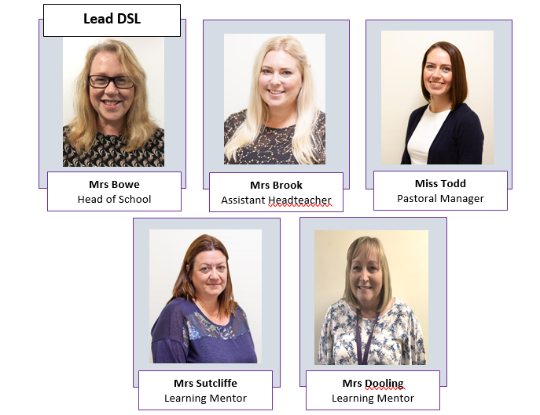 Lead DSL
Mrs Bowe
Head of School
Mrs Brook
Assistant Headteacher
Miss Todd
Pastoral Manager
Mrs Sutcliffe
Learning Mentor
Mrs Dooling
Learning Mentor